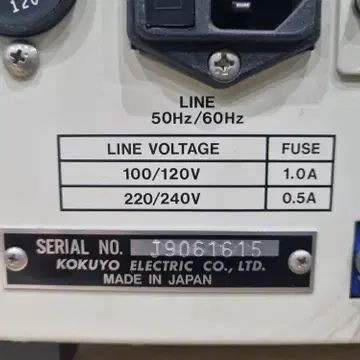 120
LINE
50Hz/60Hz
LINE VOLTAGE FUSE
100/120V 1.0A
220/240V 0.5A
SERIAL NO. J9061615
KOKUYO ELECTRIC CO., LTD.
MADE IN JAPAN